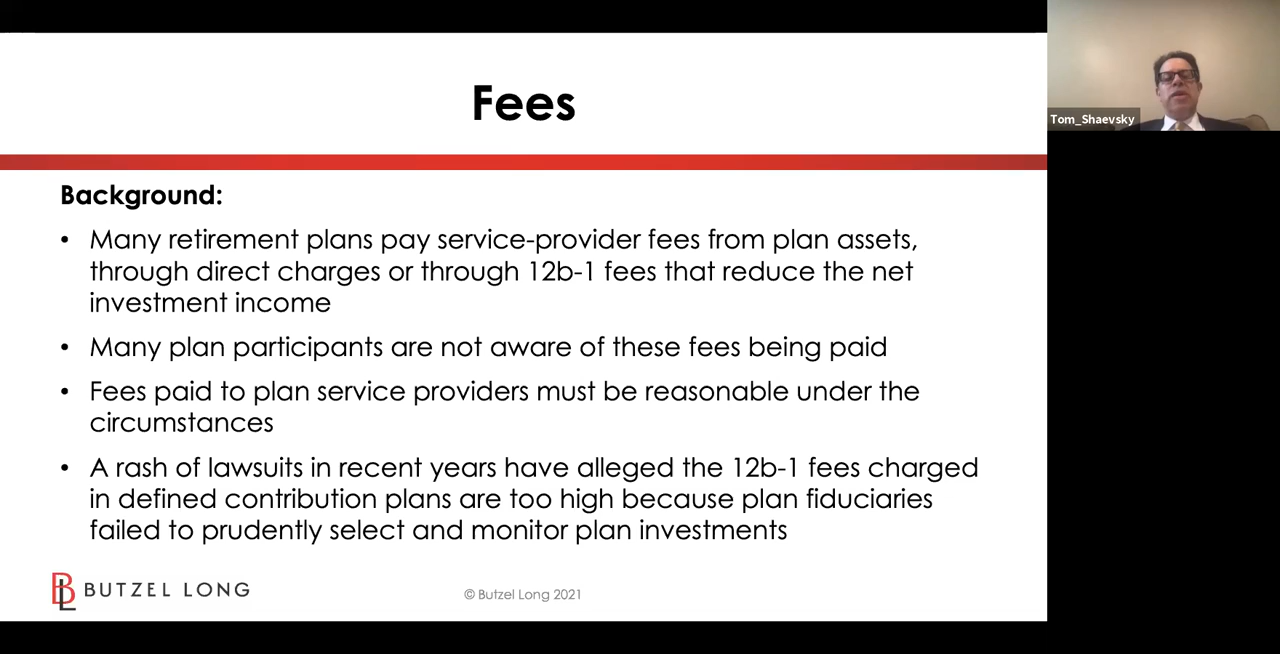 Fees
Tom_Shaevsky
Background:
• Many retirement plans pay service-provider fees from plan assets,
through direct charges or through 12b-1 fees that reduce the net
investment income
• Many plan participants are not aware of these fees being paid
• Fees paid to plan service providers must be reasonable under the
circumstances
• A rash of lawsuits in recent years have alleged the 12b-1 fees charged
in defined contribution plans are too high because plan fiduciaries
failed to prudently select and monitor plan investments
BL BUTZEL LONG
© Butzel Long 2021